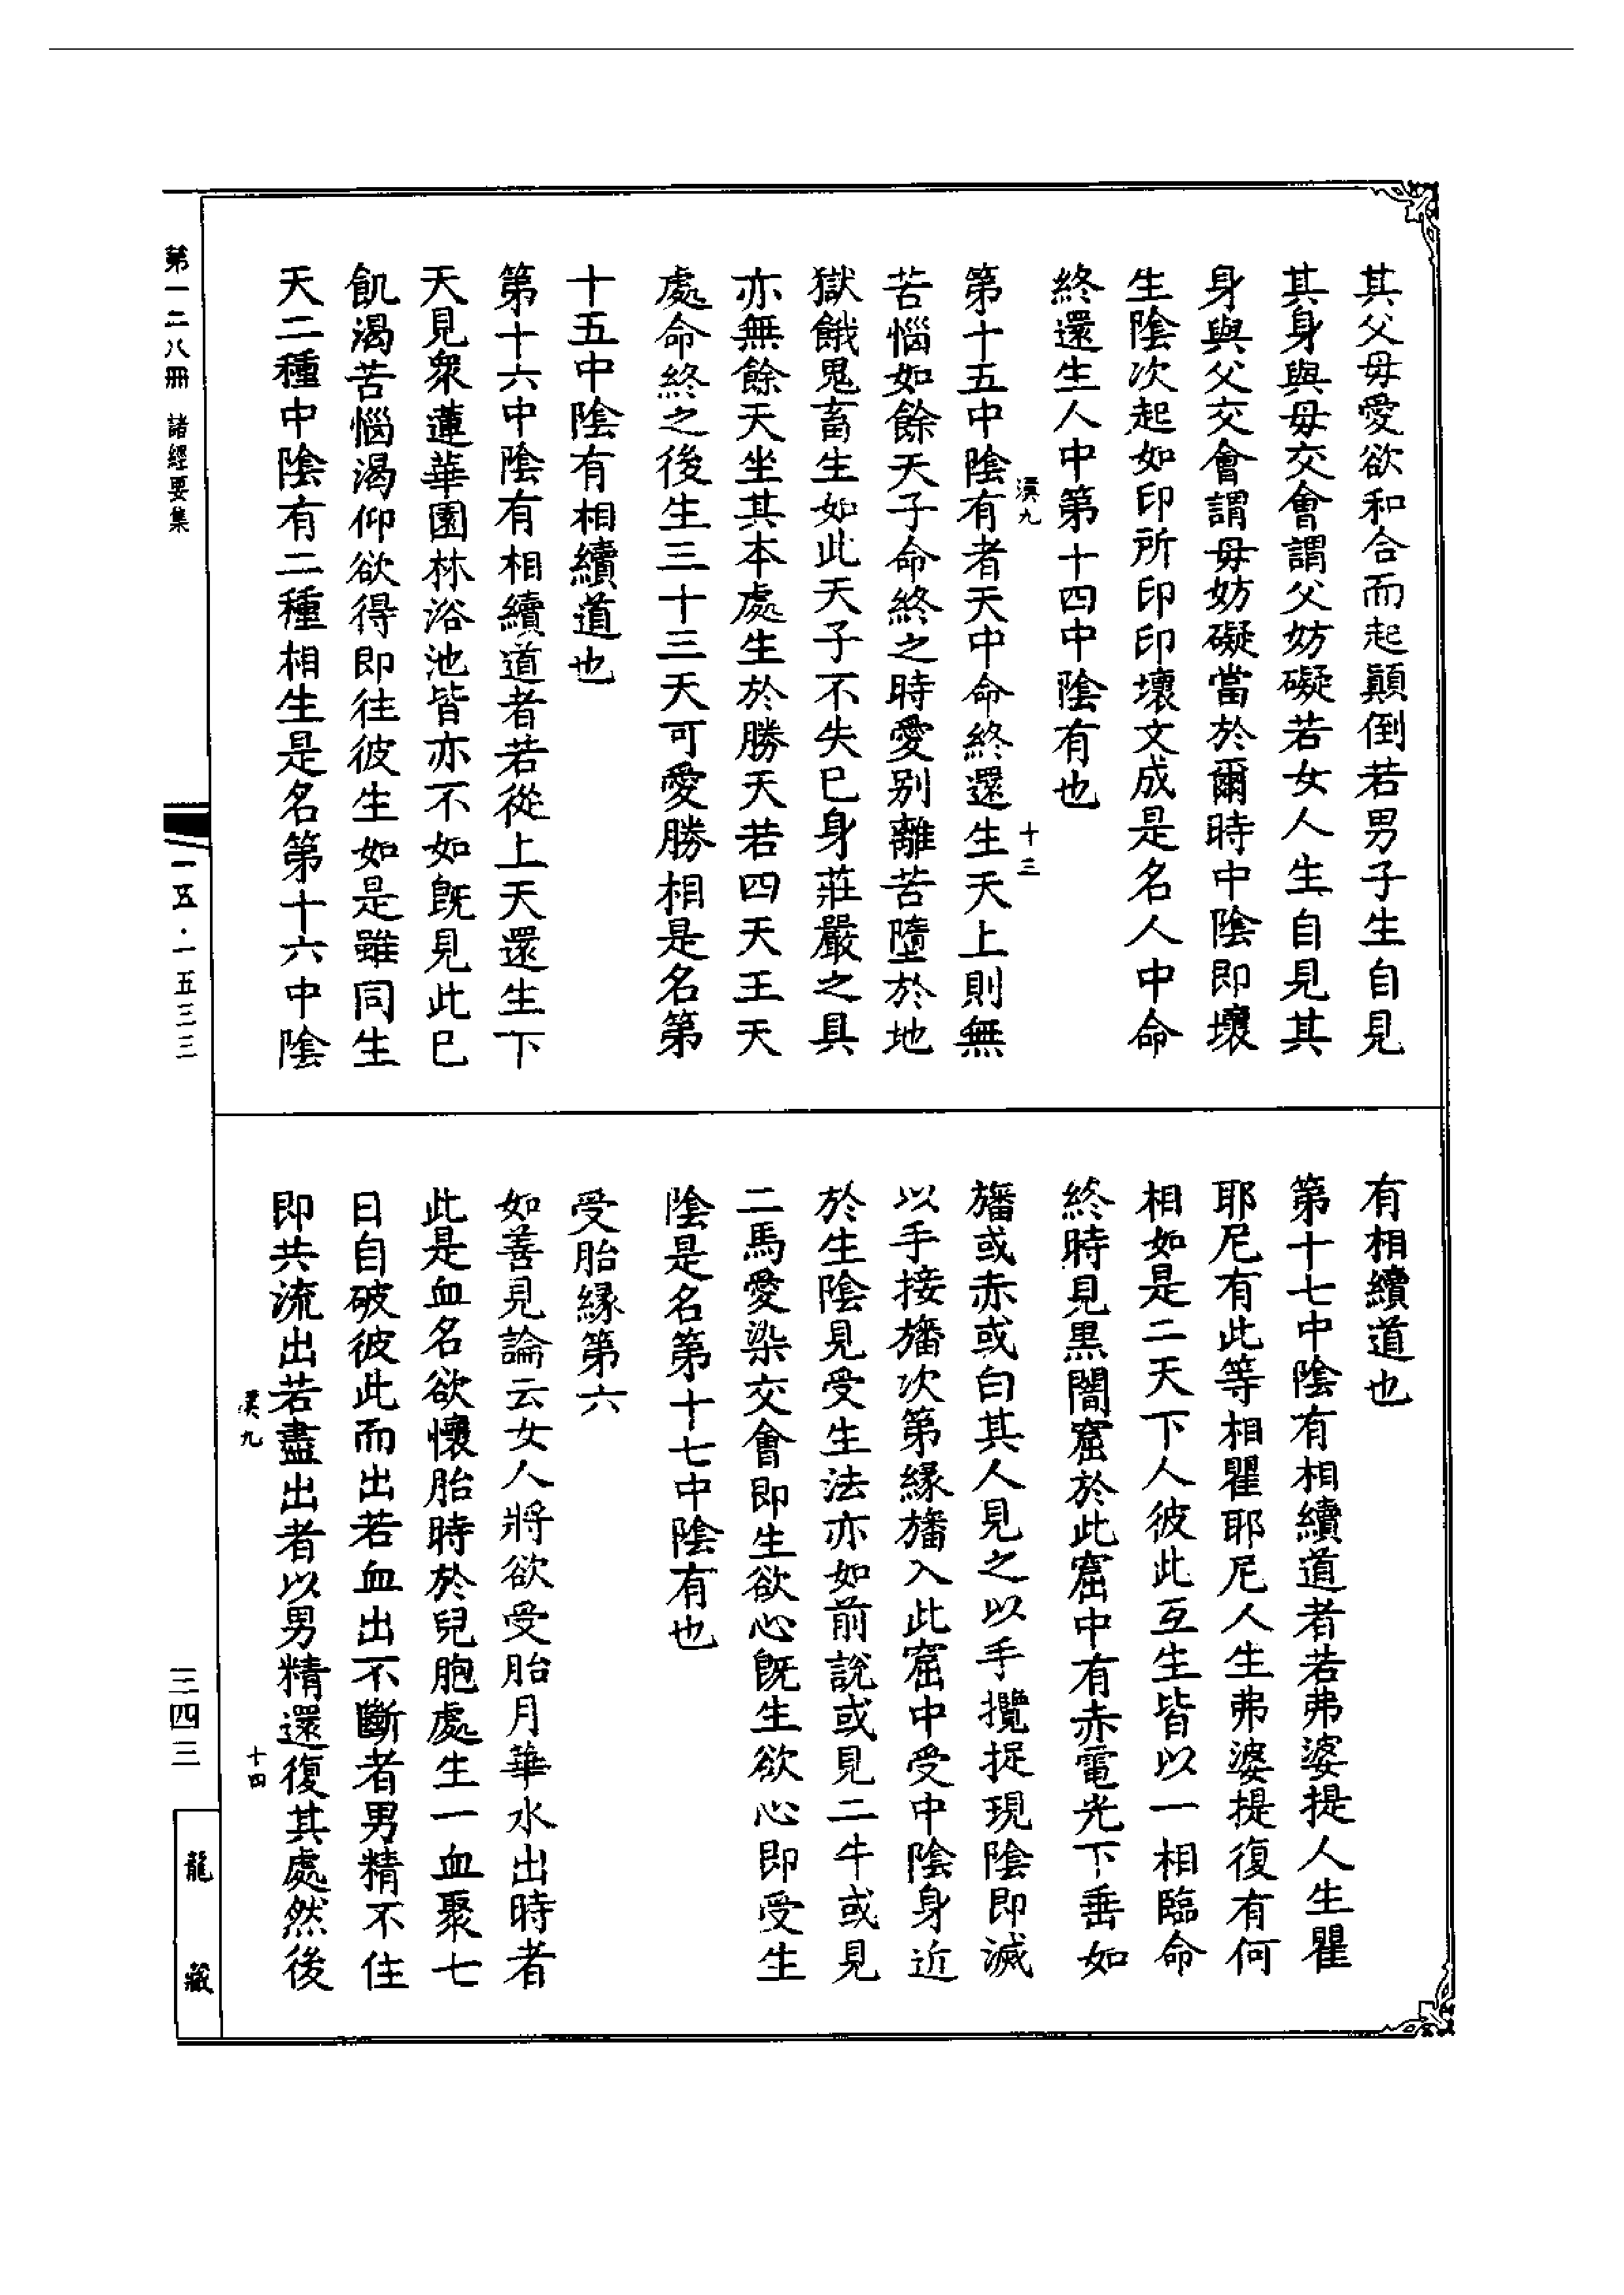 其父毋愛欲和合而起顛倒若男子生自見
其身與毋交會謂父妨礙若女人生自見其
身與父交會謂毋妨礙當於爾時中陰即壞
生陰次起如印所印印壞文成是名人中命
終還生人中第十四中陰有也
漢九
十三
第十五中陰有者天中命終還生天上則無
苦惱如餘天子命終之時愛別離苦墮於地
獄餓鬼畜生如此天子不失巳身莊嚴之具
亦無餘天坐其本處生於勝天若四天王天
處命終之後生三十三天可愛勝相是名第
十五中陰有相續道也
第十六中陰有相續道者若從上天還生下
天見衆蓮華園林浴池皆亦不如旣見此巳
飢渴苦惱渴仰欲得即往彼生如是雖同生
天二種中陰有二種相生是名第十六中陰
有相續道也
第十七中陰有相續道者若弗婆提人生瞿
耶尼有此等相瞿耶尼人生弗婆提復有何
相如是二天下人彼此互生皆以一相臨命
終時見黒闇窟於此窟中有赤電光下垂如
旛或赤或白其人見之以手攬捉現陰即滅
以手接旛次第緣旛入此窟中受中陰身近
於生陰見受生法亦如前說或見二牛或見
二馬愛染交會即生欲心旣生欲心即受生
陰是名第十七中陰有也
受胎緣第六
如善見論云女人將欲受胎月華水出時者
此是血名欲懷胎時於兒胞處生一血聚七
日自破彼此而出若血出不斷者男精不住
即共流出若盡出者以男精還復其處然後
漢九
十四
第一二八冊 諸經要集
一五·一五三三
三四三
龍藏